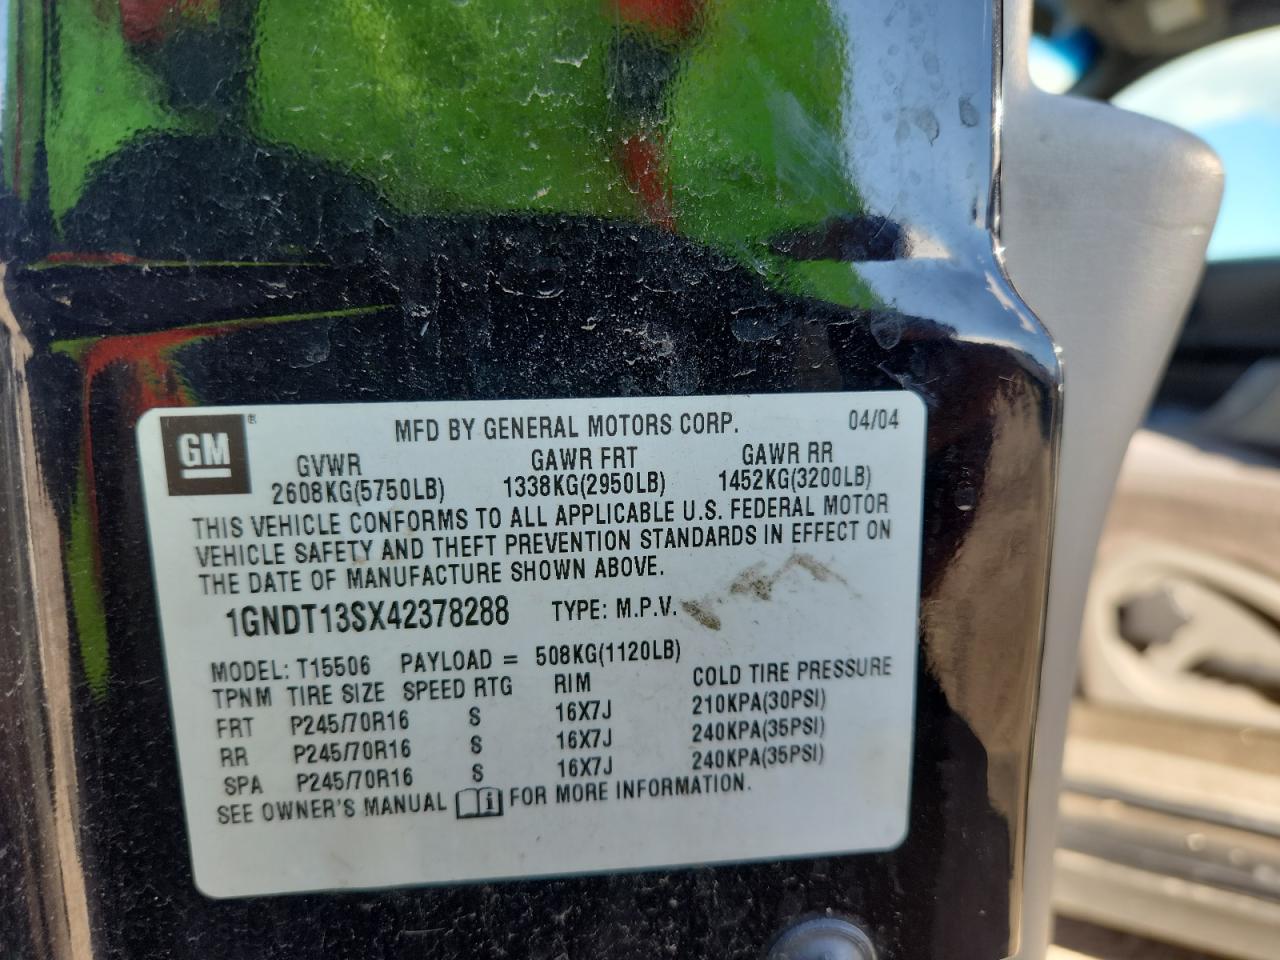 GM ® MFD BY GENERAL MOTORS CORP. 04/04
GVWR GAWR FRT GAWR RR
2608KG(5750LB) 1338KG(2950LB) 1452KG(3200LB)
THIS VEHICLE CONFORMS TO ALL APPLICABLE U.S. FEDERAL MOTOR
VEHICLE SAFETY AND THEFT PREVENTION STANDARDS IN EFFECT ON
THE DATE OF MANUFACTURE SHOWN ABOVE.
1GNDT13SX42378288 TYPE: M.P.V.
MODEL: T15506 PAYLOAD = 508KG(1120LB)
TPNM TIRE SIZE SPEED RTG RIM COLD TIRE PRESSURE
FRT P245/70R16 S 16X7J 210KPA(30PSI)
RR P245/70R16 S 16X7J 240KPA(35PSI)
SPA P245/70R16 S 16X7J 240KPA(35PSI)
SEE OWNER'S MANUAL i FOR MORE INFORMATION.